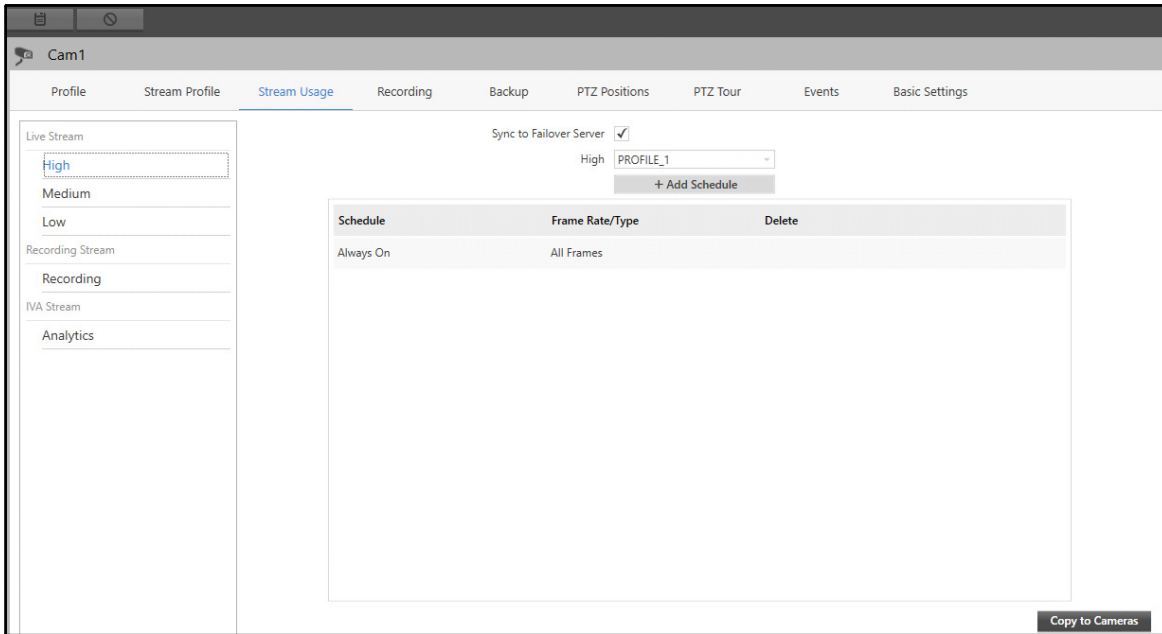 Cam1
Profile Stream Profile Stream Usage Recording Backup PTZ Positions PTZ Tour Events Basic Settings
Live Stream
High
Medium
Low
Recording Stream
Recording
IVA Stream
Analytics
Sync to Failover Server
High PROFILE_1
+ Add Schedule
Schedule Frame Rate/Type Delete
Always On All Frames
Copy to Cameras